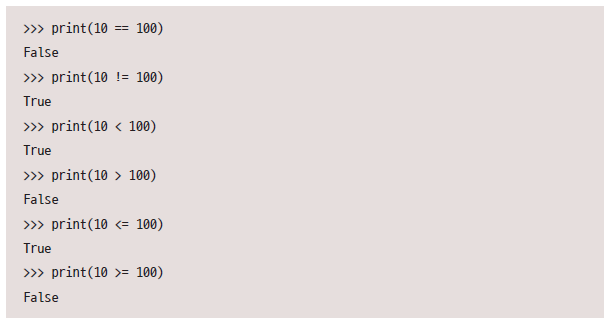 >>> print(10 == 100)
False
>>> print(10 != 100)
True
>>> print(10 < 100)
True
>>> print(10 > 100)
False
>>> print(10 <= 100)
True
>>> print(10 >= 100)
False